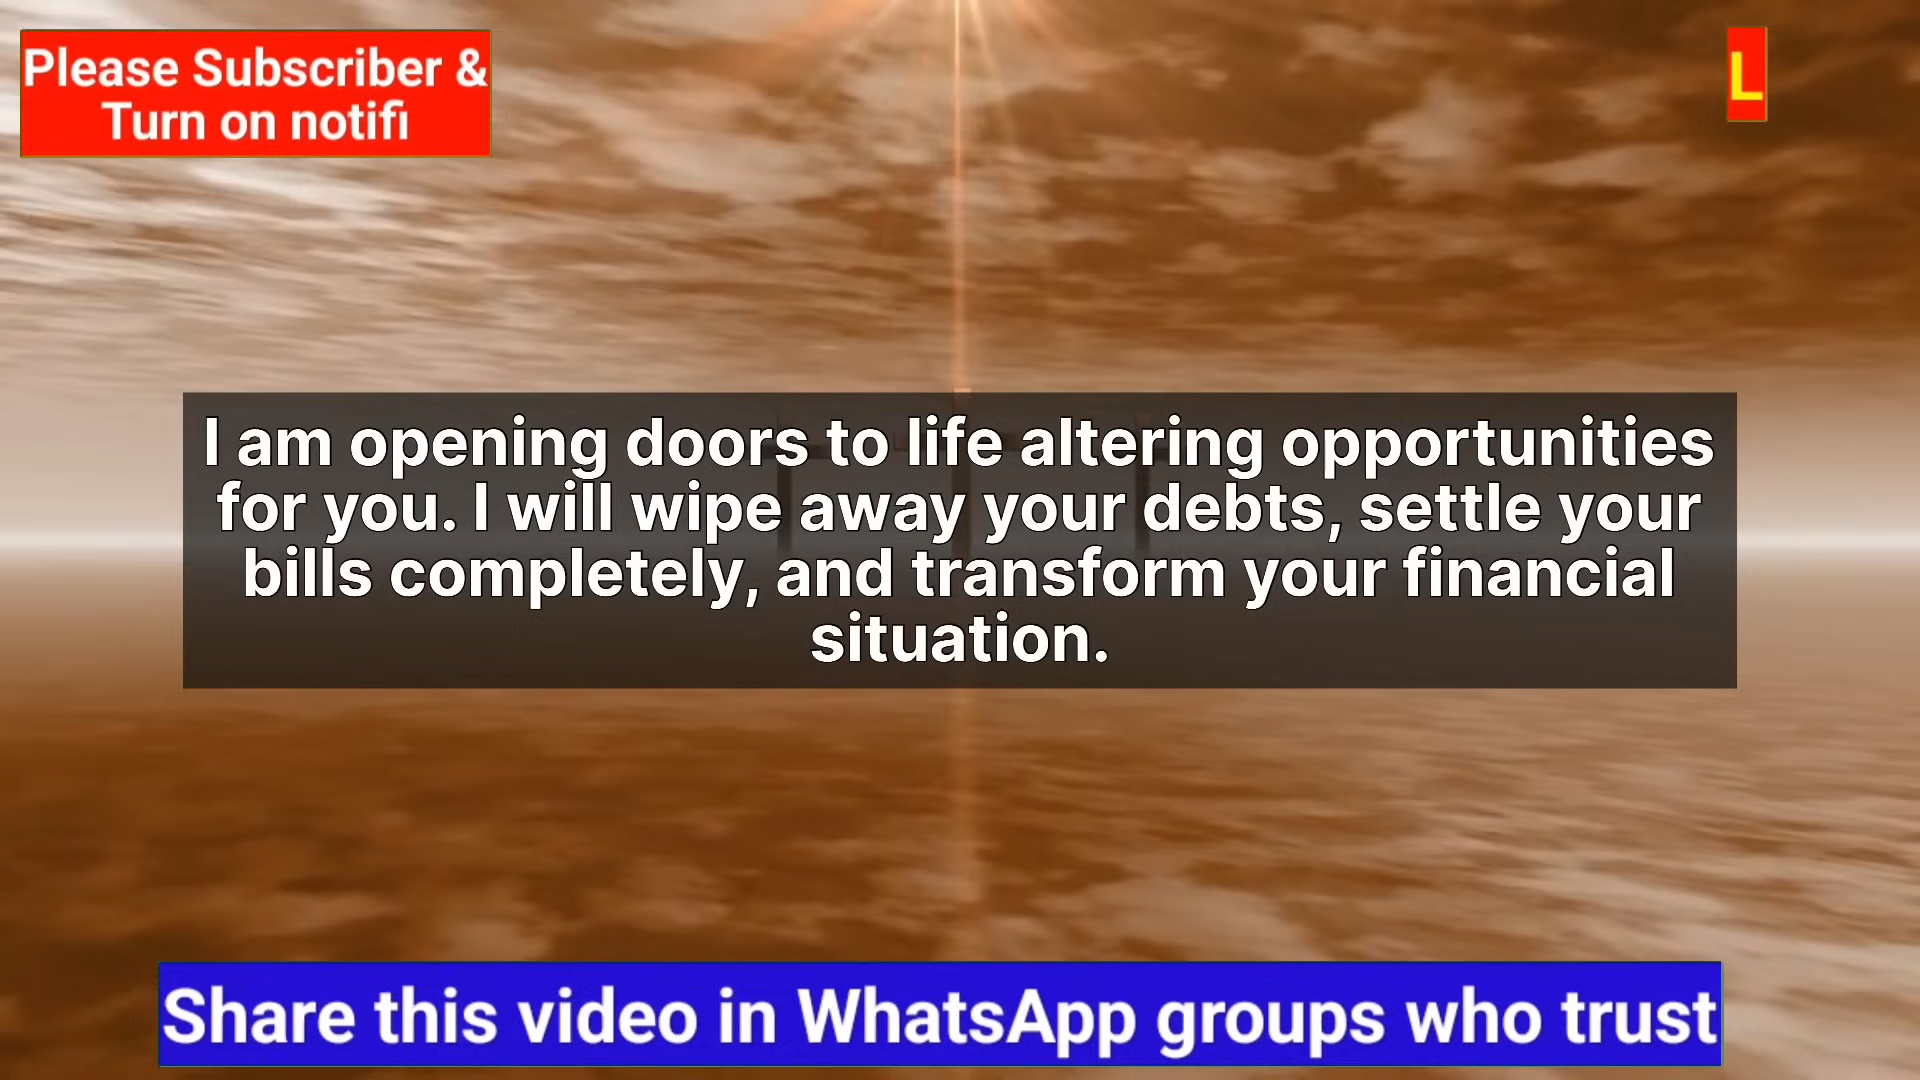 Please Subscriber &
Turn on notifi
L
I am opening doors to life altering opportunities
for you. I will wipe away your debts, settle your
bills completely, and transform your financial
situation.
Share this video in WhatsApp groups who trust